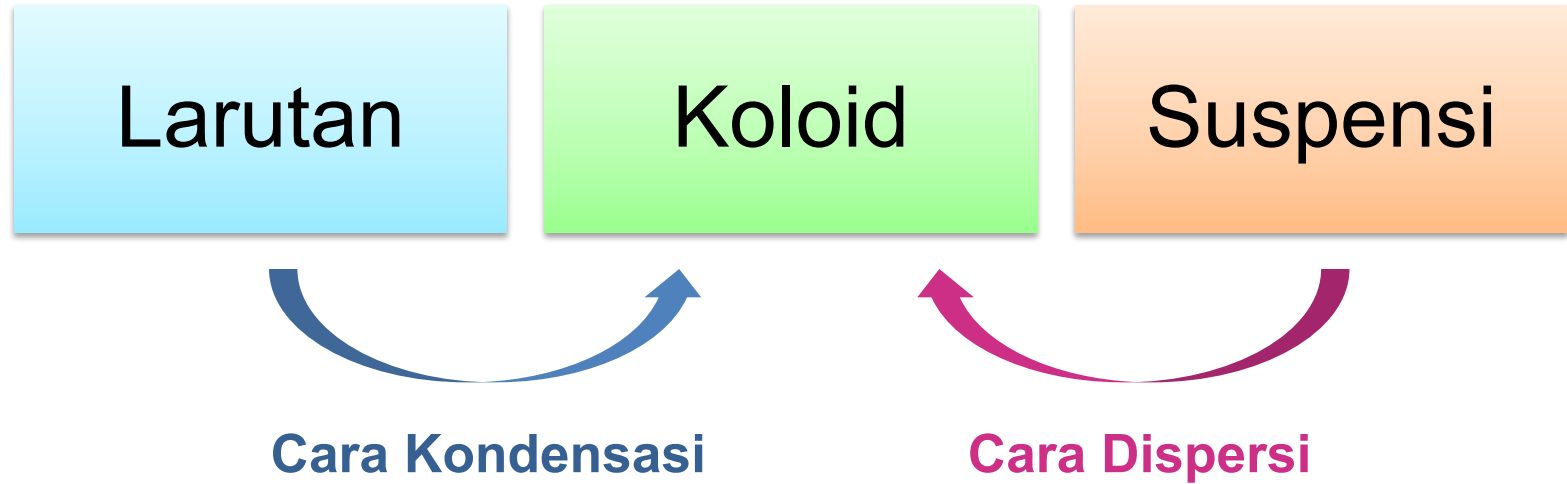 Larutan
Koloid
Suspensi
Cara Kondensasi
Cara Dispersi